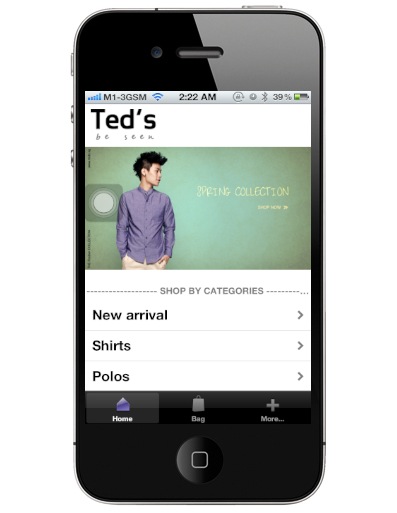 M1-3GSM 2:22 AM 39%
Ted's
be seen
SPRING COLLECTION
SHOP NOW
SHOP BY CATEGORIES
New arrival
Shirts
Polos
Home Bag More...